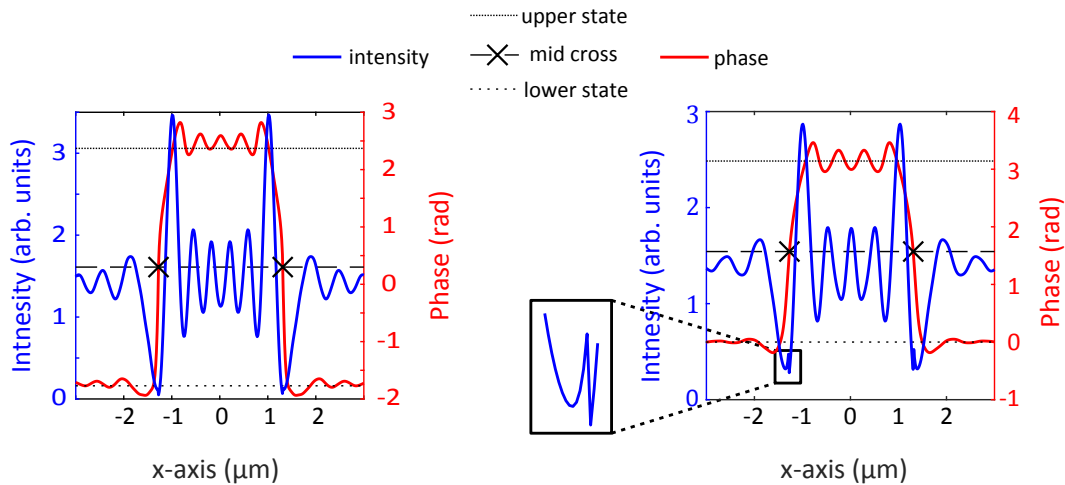 upper state
intensity
mid cross
phase
lower state
Intnesity (arb. units)
3
2
1
0
3
2
1
0
-1
-2
Phase (rad)
-2
-1
0
1
2
x-axis (µm)
Intnesity (arb. units)
3
2
1
0
4
3
2
1
0
-1
Phase (rad)
-2
-1
0
1
2
x-axis (µm)